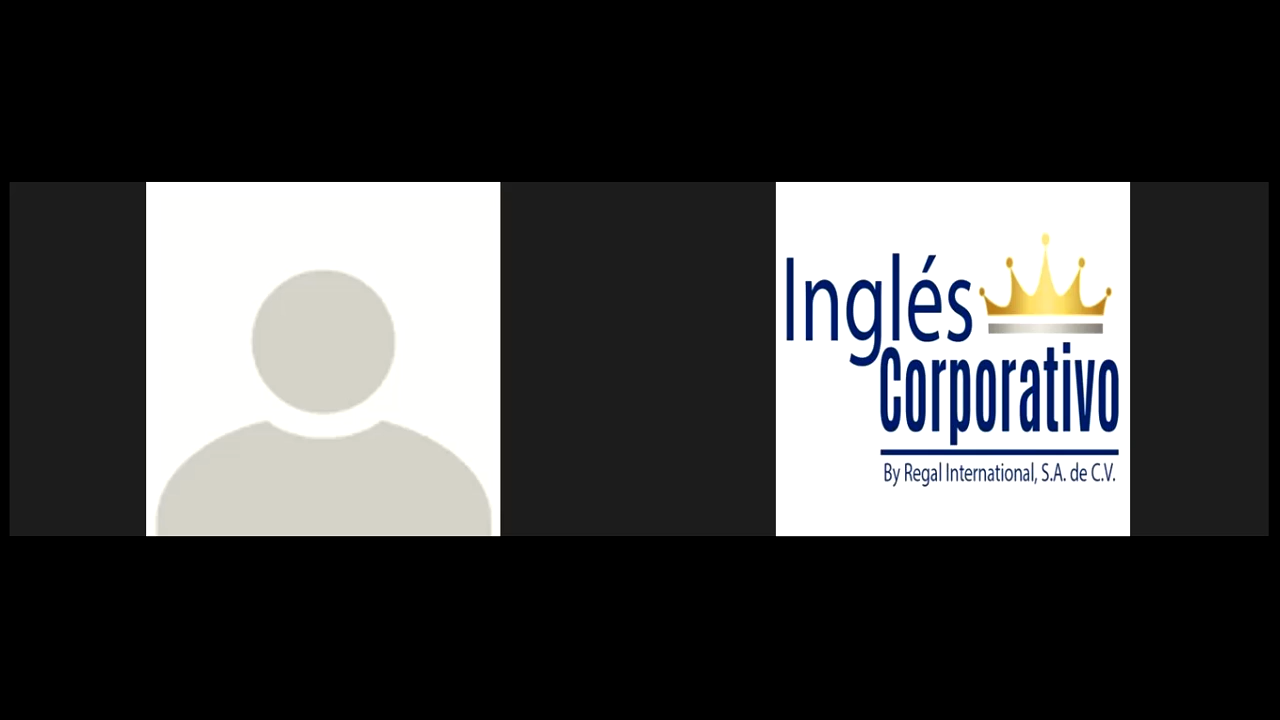 Inglés
Corporativo
By Regal International, S.A. de C.V.